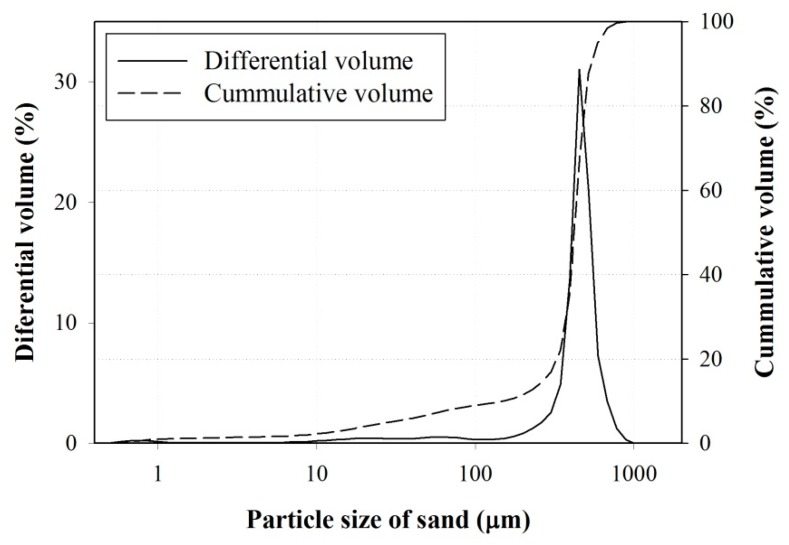 Differential volume
Cummulative volume
Diferential volume (%)
30
20
10
0
100
80
60
40
20
0
Cummulative volume (%)
1 10 100 1000
Particle size of sand (μm)